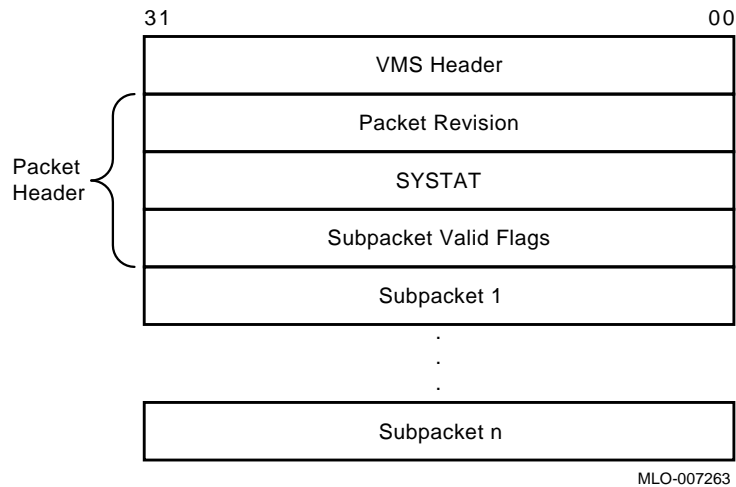 31 00
VMS Header
Packet Revision
Packet
Header
SYSTAT
Subpacket Valid Flags
Subpacket 1
.
.
.
Subpacket n
MLO-007263